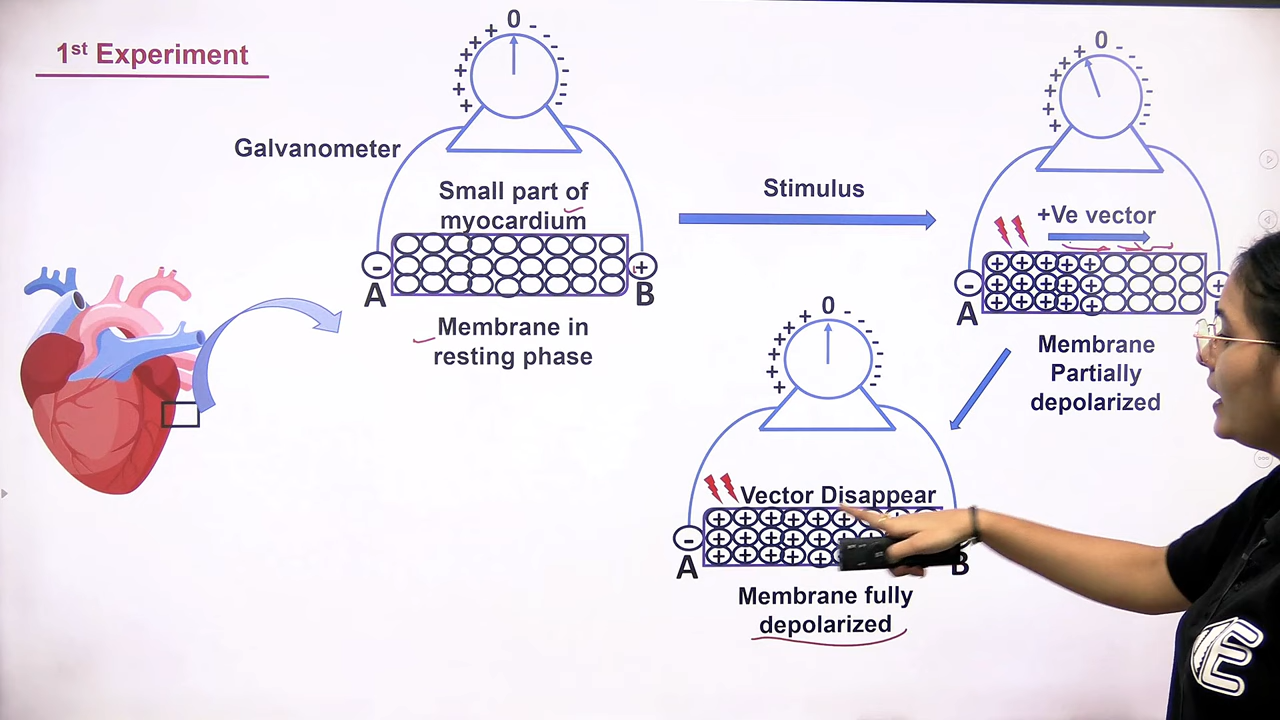 1st Experiment
0
Galvanometer
Small part of
myocardium
- +
A B
Membrane in
resting phase
Stimulus
0
+Ve vector
- +
A
Membrane
Partially
depolarized
0
Vector Disappear
-
A B
Membrane fully
depolarized
E